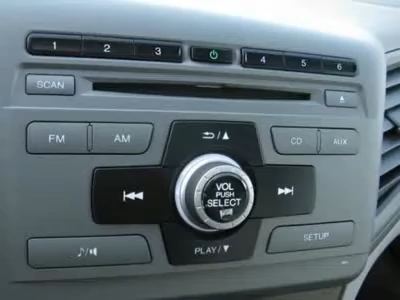 1 2 3 4 5 6
SCAN
FM AM CD AUX
VOL
PUSH
SELECT
SETUP
PLAY/